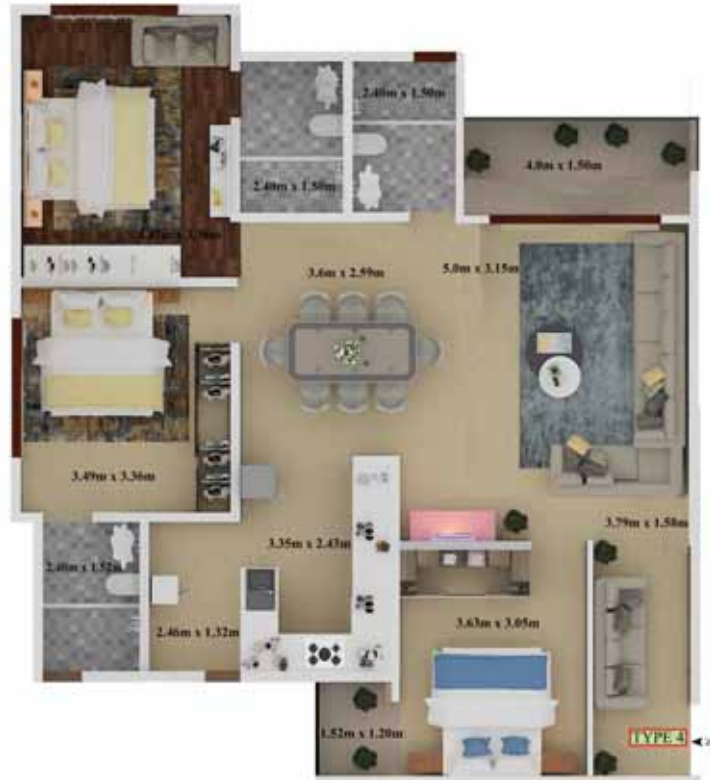 2.40m x 1.50m
4.0m x 1.50m
2.40m x 1.50m
3.6m x 2.59m
5.0m x 3.15m
3.49m x 3.36m
3.79m x 1.58m
3.35m x 2.43m
2.40m x 1.52m
3.63m x 3.05m
2.46m x 1.32m
1.52m x 1.20m
TYPE 4